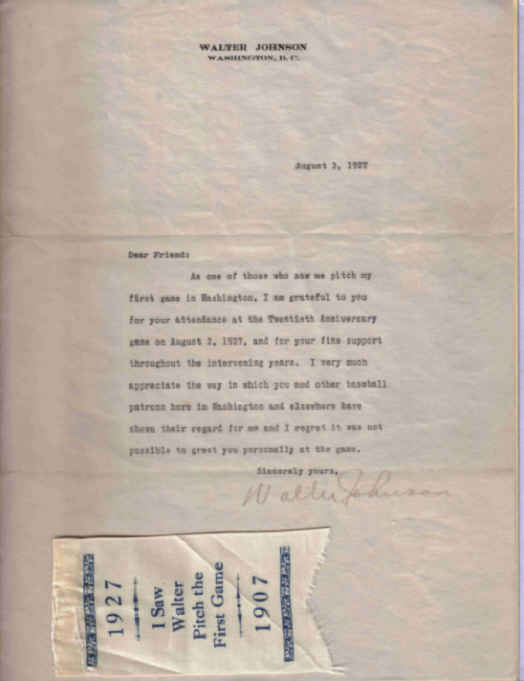 WALTER JOHNSON
WASHINGTON, D. C.
August 3, 1927
Dear Friend:
As one of those who saw me pitch my
first game in Washington, I am grateful to you
for your attendance at the Twentieth Anniversary
game on August 2, 1927, and for your fine support
throughout the intervening years. I very much
appreciate the way in which you and other baseball
patrons here in Washington and elsewhere have
shown their regard for me and I regret it was not
possible to greet you personally at the game.
Sincerely yours,
Walter Johnson
1927
I Saw
Walter
Pitch the
First Game
1907